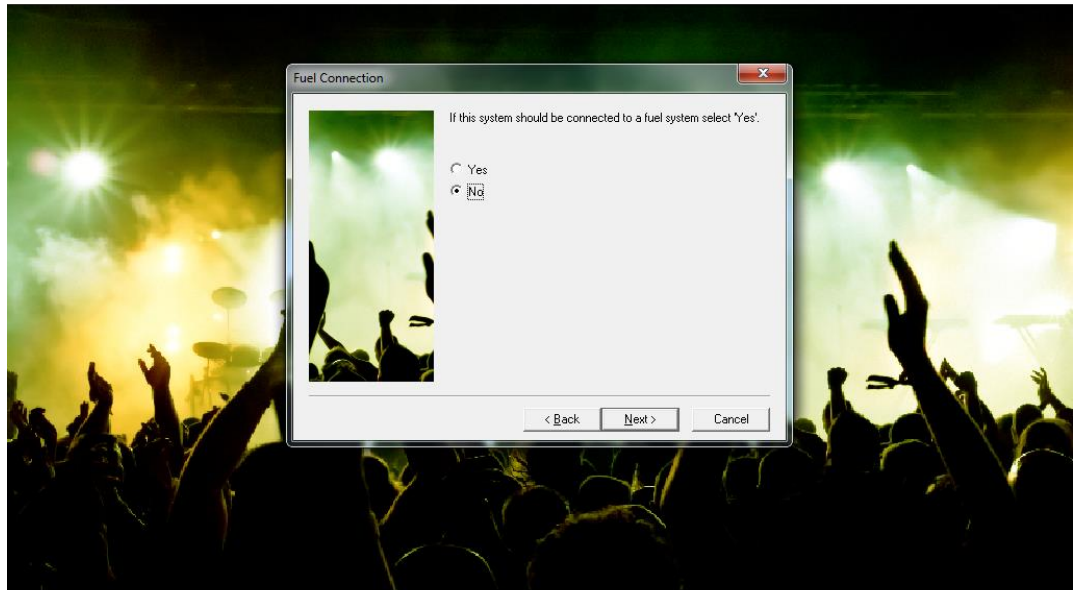 Fuel Connection
If this system should be connected to a fuel system select 'Yes'.
Yes
No
< Back
Next >
Cancel